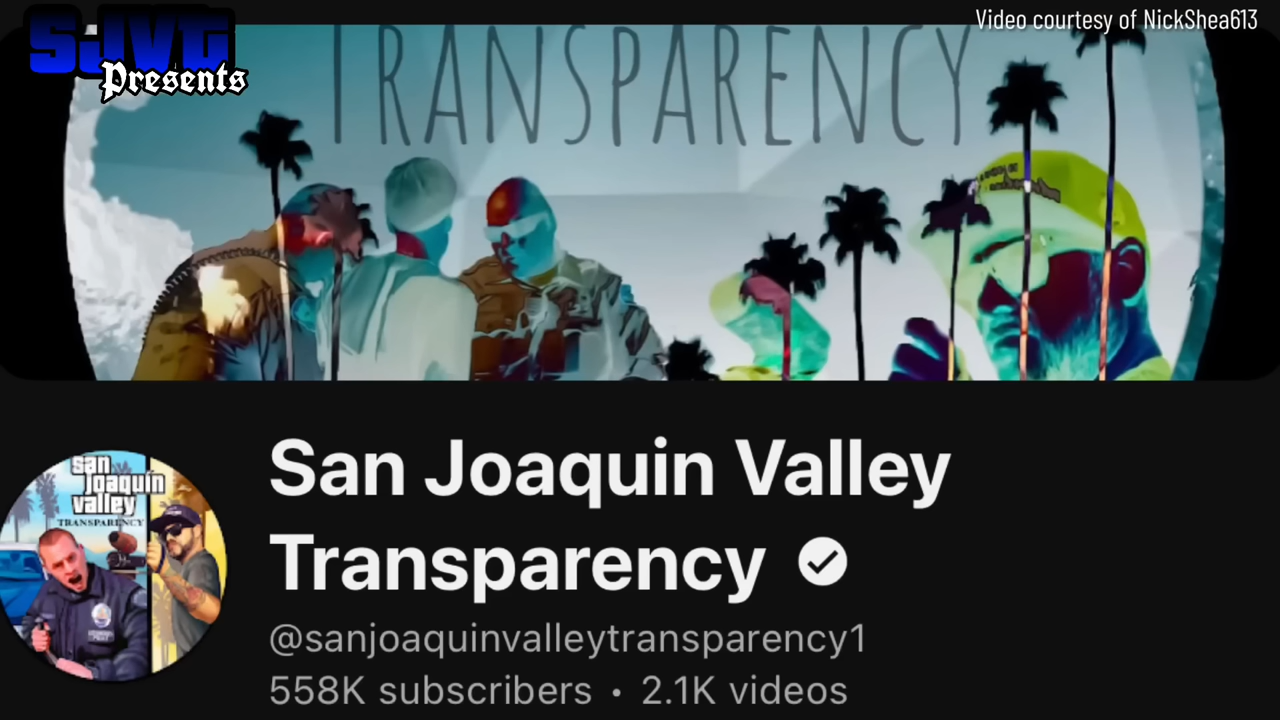 SJVT
Presents
Video courtesy of NickShea613
TRANSPARENCY
san
joaquin
valley
TRANSPARENCY
San Joaquin Valley
Transparency
@sanjoaquinvalleytransparency1
558K subscribers • 2.1K videos